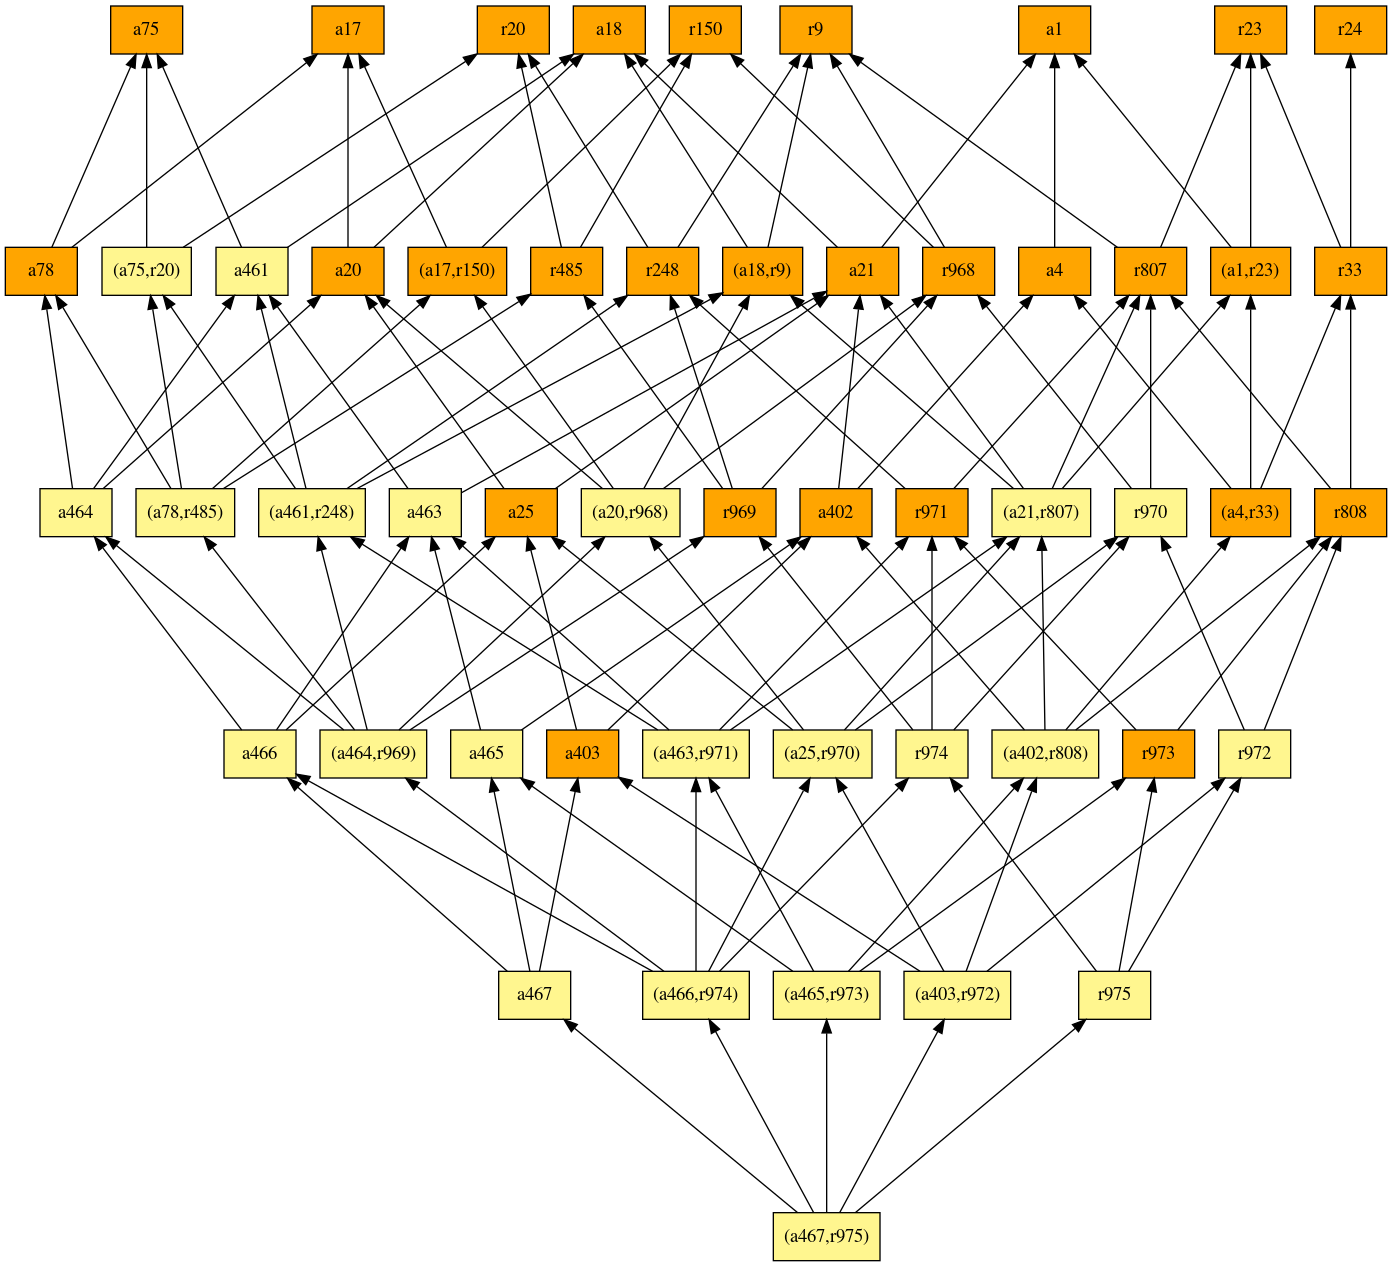 a75 a17 r20 a18 r150 r9 a1 r23 r24
a78 (a75,r20) a461 a20 (a17,r150) r485 r248 (a18,r9) a21 r968 a4 r807 (a1,r23) r33
a464 (a78,r485) (a461,r248) a463 a25 (a20,r968) r969 a402 r971 (a21,r807) r970 (a4,r33) r808
a466 (a464,r969) a465 a403 (a463,r971) (a25,r970) r974 (a402,r808) r973 r972
a467 (a466,r974) (a465,r973) (a403,r972) r975
(a467,r975)